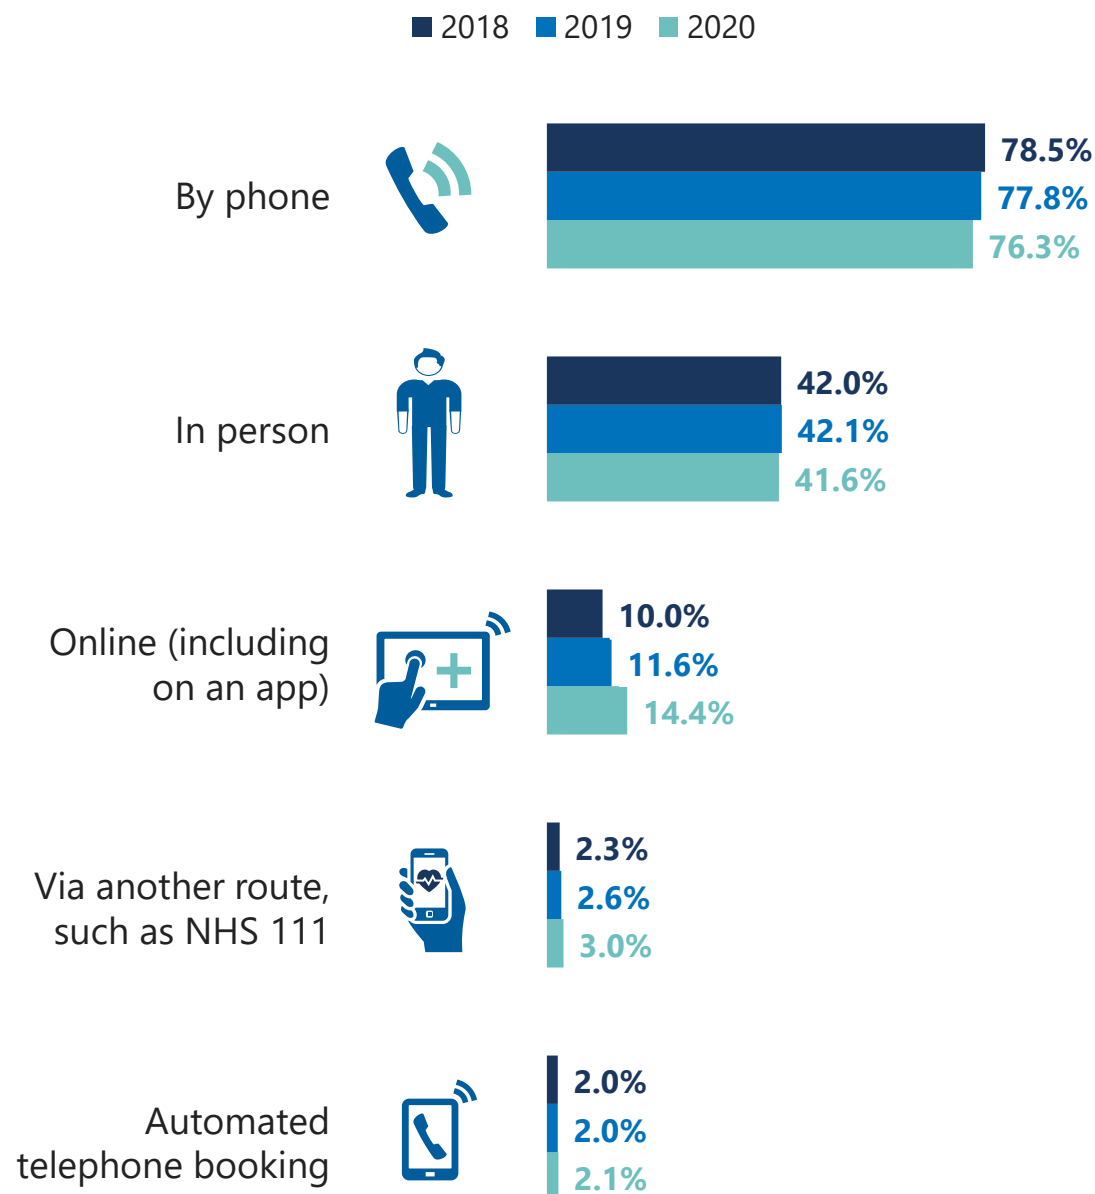 2018 2019 2020
By phone
78.5%
77.8%
76.3%
In person
42.0%
42.1%
41.6%
Online (including
on an app)
10.0%
11.6%
14.4%
Via another route,
such as NHS 111
2.3%
2.6%
3.0%
Automated
telephone booking
2.0%
2.0%
2.1%